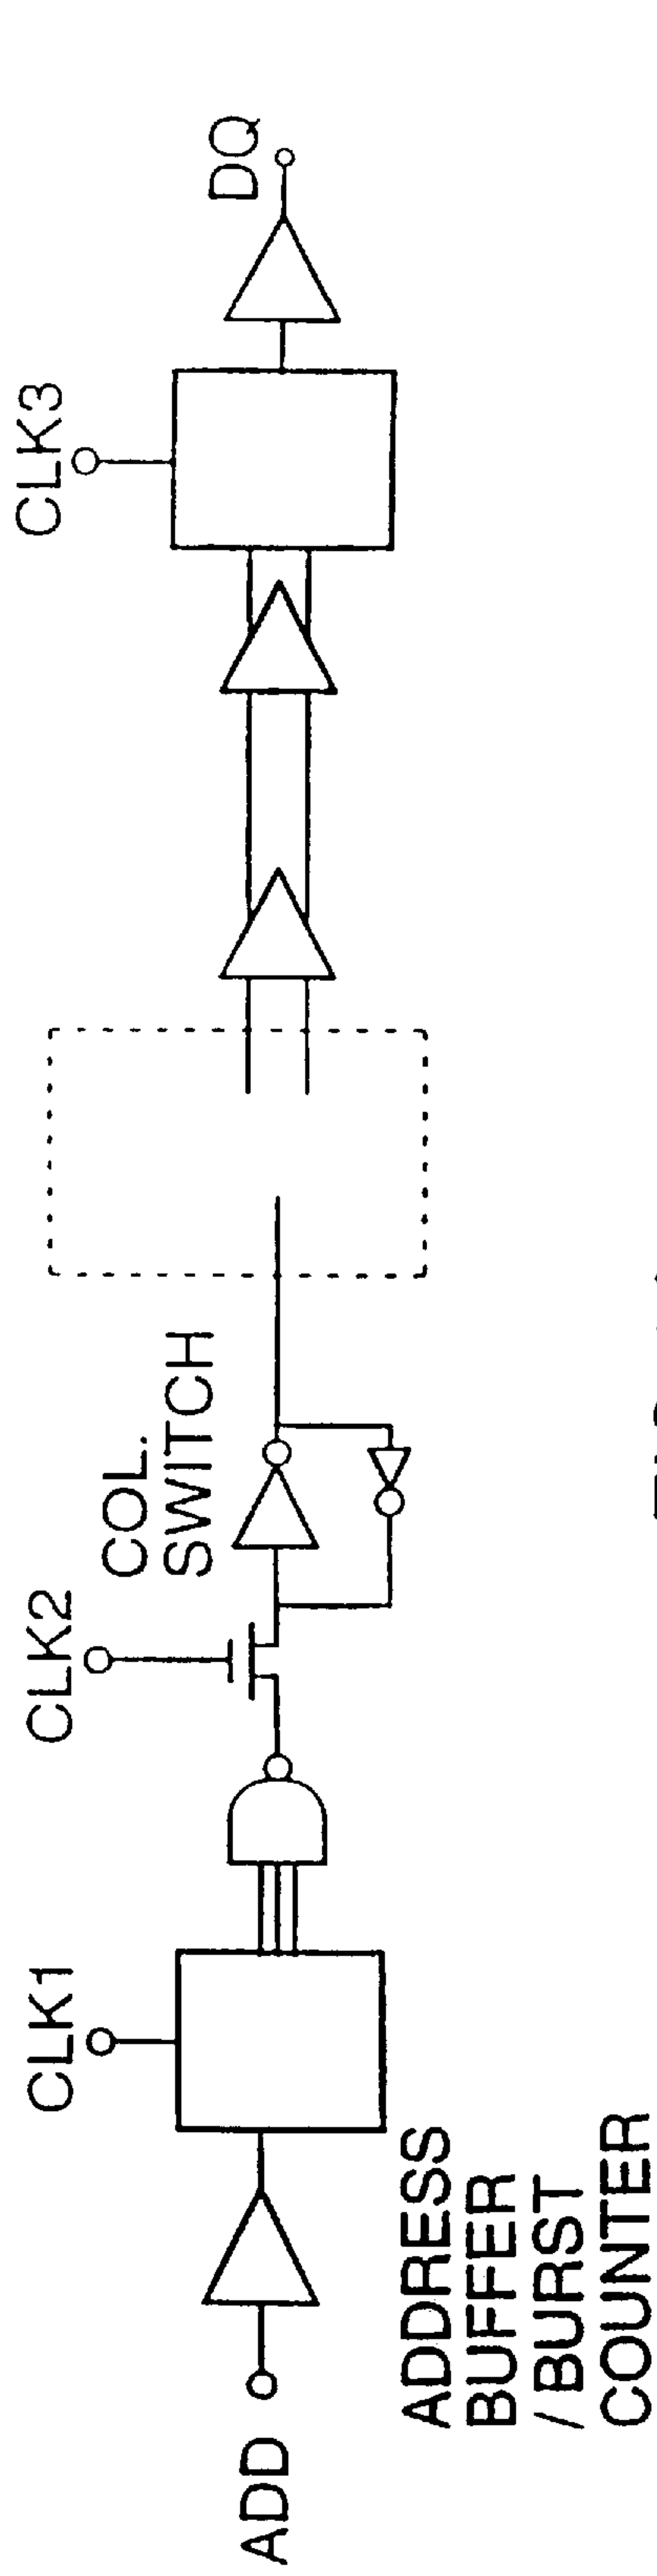 ADD
ADDRESS
BUFFER
/BURST
COUNTER
CLK1
CLK2
COL.
SWITCH
CLK3
DQ